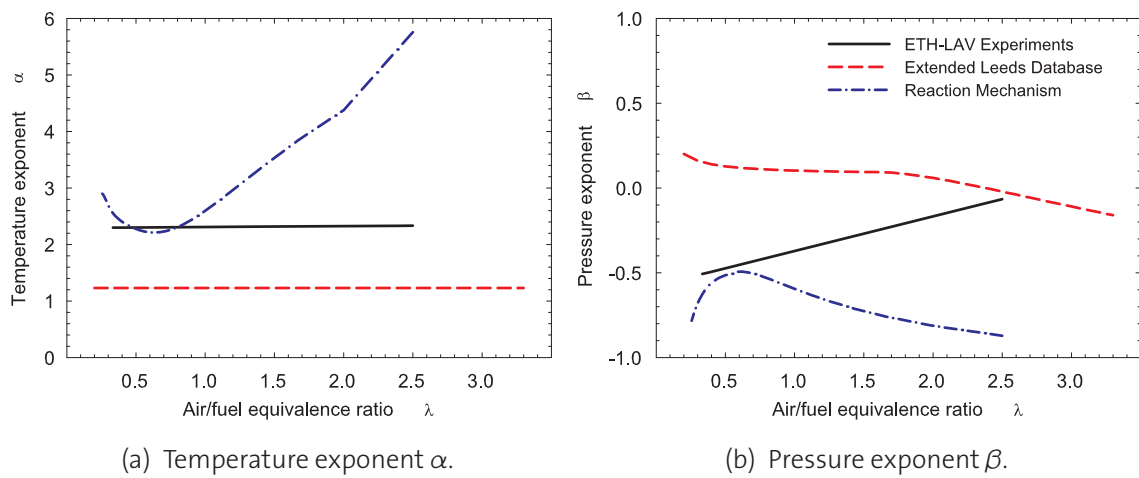 6
5
4
3
2
1
0
Temperature exponent α
0.5 1.0 1.5 2.0 2.5 3.0
Air/fuel equivalence ratio λ
(a) Temperature exponent α.
1.0
0.5
0.0
-0.5
-1.0
Pressure exponent β
ETH-LAV Experiments
Extended Leeds Database
Reaction Mechanism
0.5 1.0 1.5 2.0 2.5 3.0
Air/fuel equivalence ratio λ
(b) Pressure exponent β.